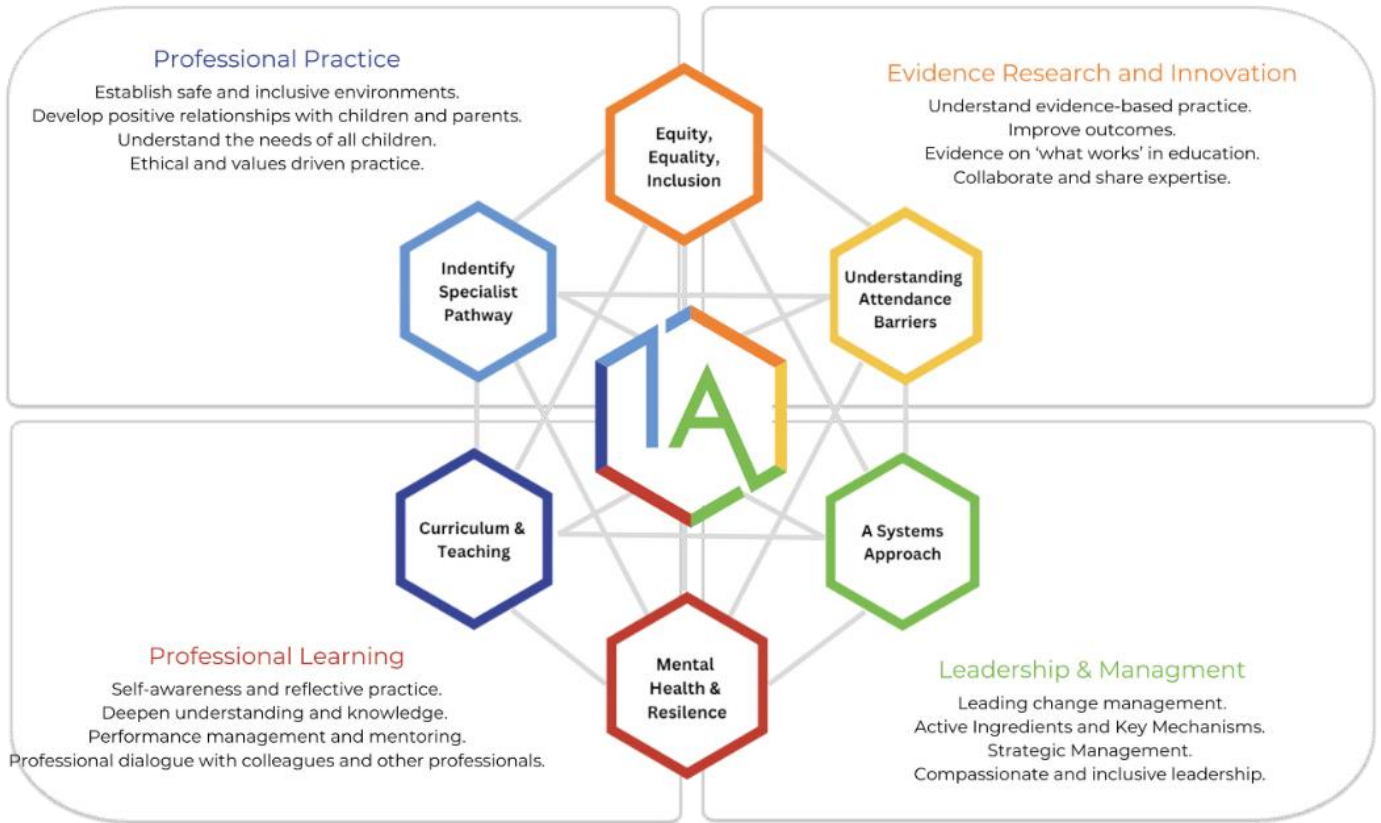 Professional Practice
Establish safe and inclusive environments.
Develop positive relationships with children and parents.
Understand the needs of all children.
Ethical and values driven practice.
Evidence Research and Innovation
Understand evidence-based practice.
Improve outcomes.
Evidence on ‘what works’ in education.
Collaborate and share expertise.
Equity,
Equality,
Inclusion
Indentify
Specialist
Pathway
Understanding
Attendance
Barriers
1A
Curriculum &
Teaching
A Systems
Approach
Mental
Health &
Resilence
Professional Learning
Self-awareness and reflective practice.
Deepen understanding and knowledge.
Performance management and mentoring.
Professional dialogue with colleagues and other professionals.
Leadership & Managment
Leading change management.
Active Ingredients and Key Mechanisms.
Strategic Management.
Compassionate and inclusive leadership.